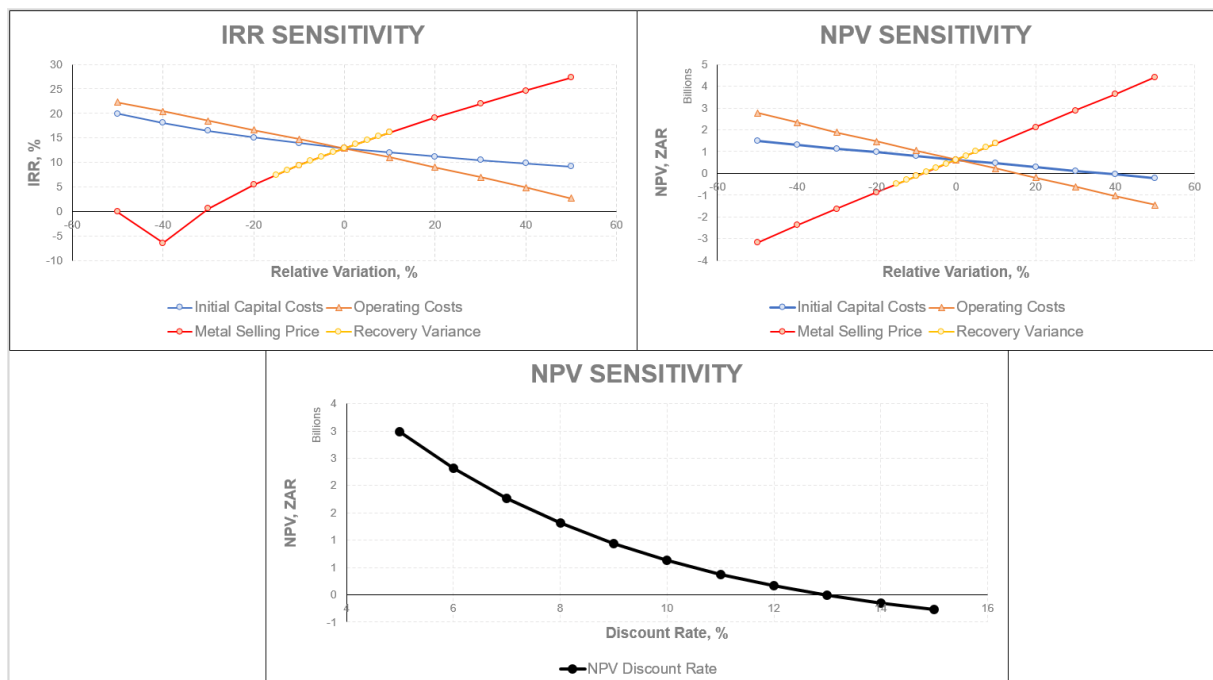 IRR SENSITIVITY
30
25
20
15
10
5
0
-5
-10
IRR, %
-60
-40
-20
0
20
40
60
Relative Variation, %
Initial Capital Costs
Operating Costs
Metal Selling Price
Recovery Variance
NPV SENSITIVITY
Billions
5
4
3
2
1
0
-1
-2
-3
-4
NPV, ZAR
-60
-40
-20
0
20
40
60
Relative Variation, %
Initial Capital Costs
Operating Costs
Metal Selling Price
Recovery Variance
NPV SENSITIVITY
Billions
4
3
3
2
2
1
1
0
-1
NPV, ZAR
4
6
8
10
12
14
16
Discount Rate, %
NPV Discount Rate